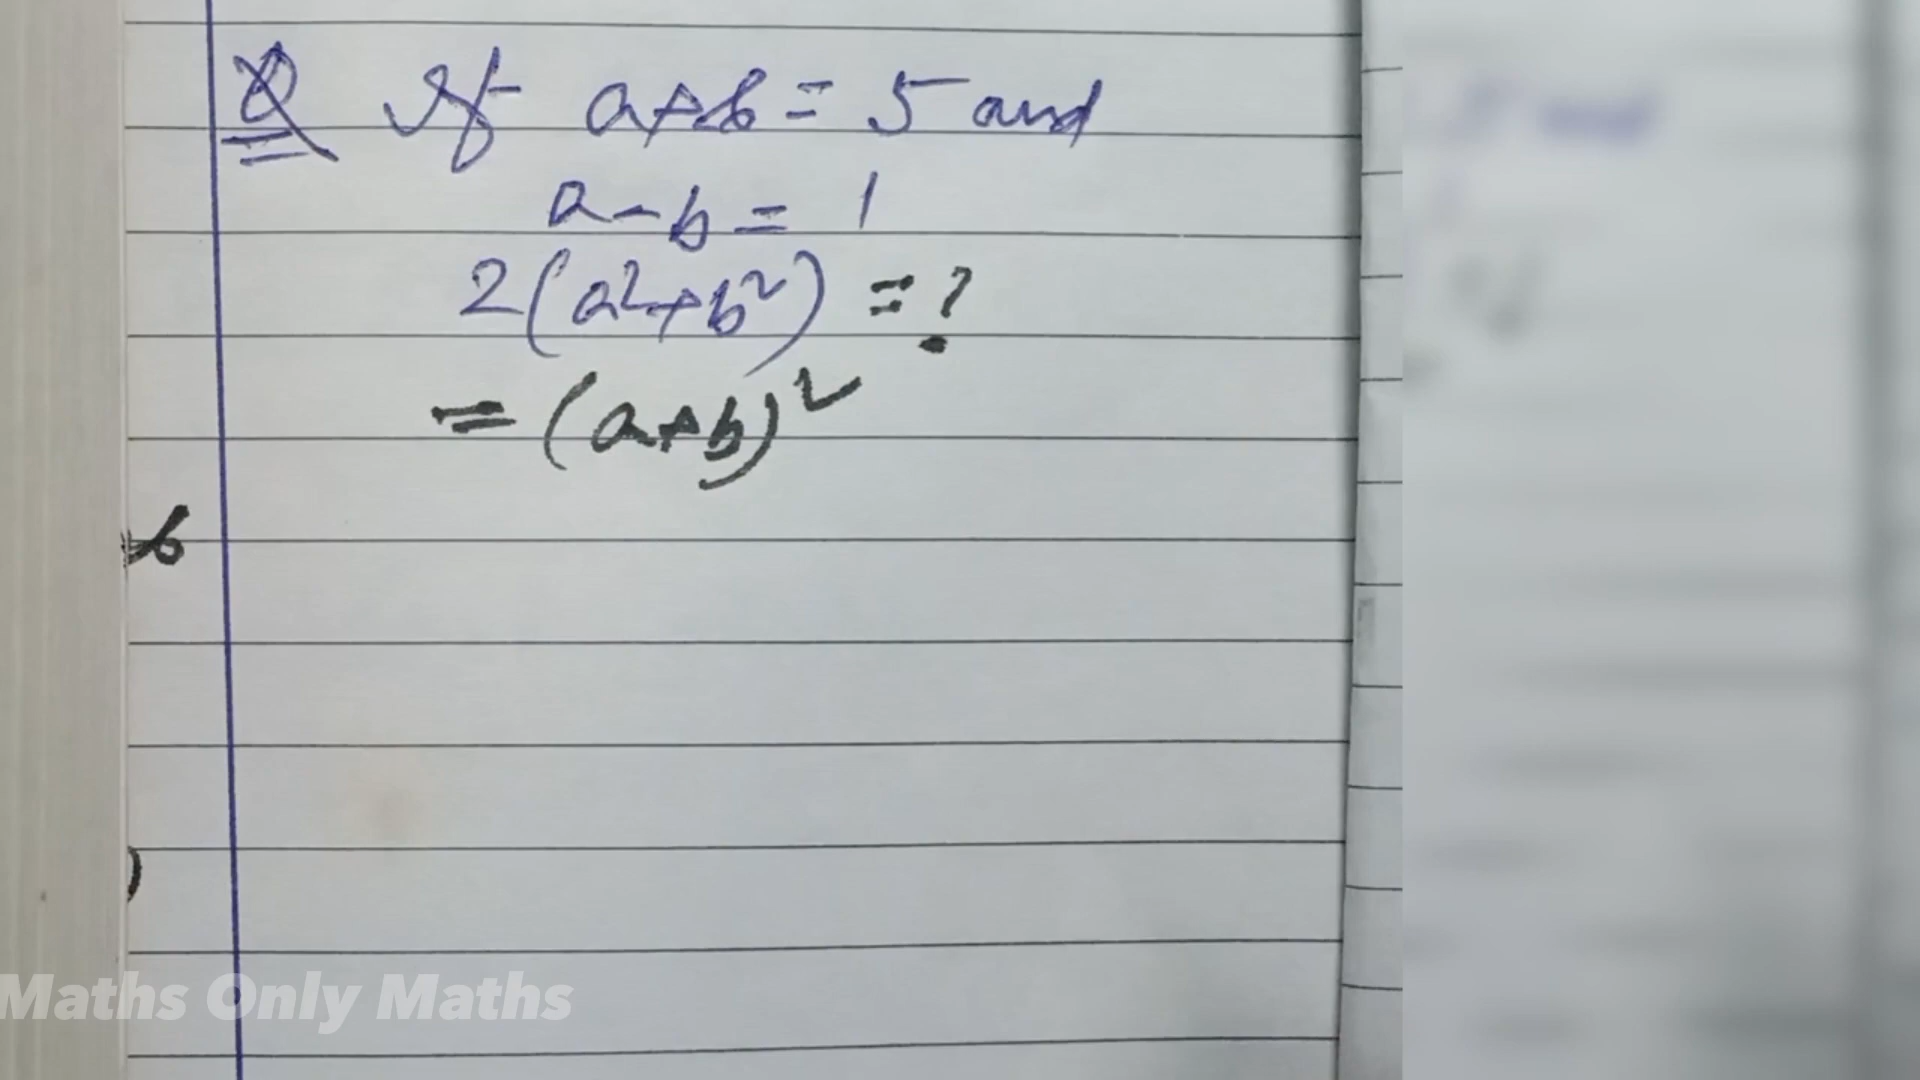 Q If a+b = 5 and
a-b = 1
2(a²+b²) = ?
= (a+b)²
b
)
Maths Only Maths